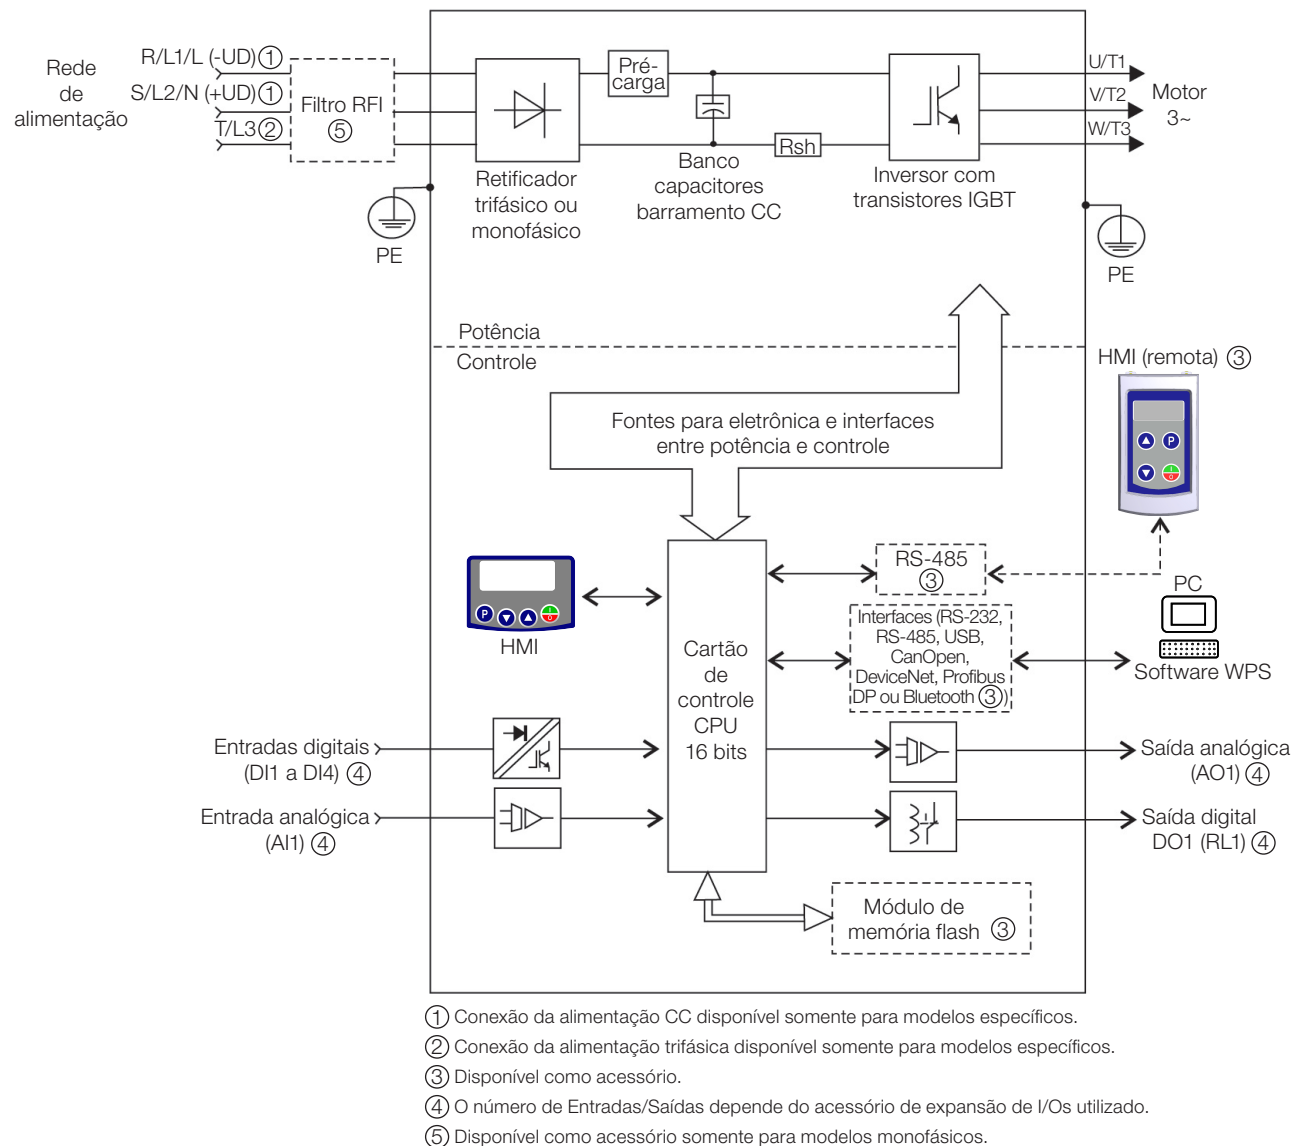 Rede
de
alimentação
R/L1/L (-UD) ①
S/L2/N (+UD) ①
T/L3 ②
Filtro RFI
⑤
PE
Retificador
trifásico ou
monofásico
Pré-
carga
Banco
capacitores
barramento CC
Rsh
Inversor com
transistores IGBT
U/T1
V/T2
W/T3
Motor
3~
PE
Potência
Controle
Fontes para eletrônica e interfaces
entre potência e controle
HMI (remota) ③
P
I
0
P
I
0
HMI
Cartão
de
controle
CPU
16 bits
RS-485
③
Interfaces (RS-232,
RS-485, USB,
CanOpen,
DeviceNet, Profibus
DP ou Bluetooth ③)
PC
Software WPS
Entradas digitais
(DI1 a DI4) ④
Entrada analógica
(AI1) ④
Saída analógica
(AO1) ④
Saída digital
DO1 (RL1) ④
Módulo de
memória flash ③
① Conexão da alimentação CC disponível somente para modelos específicos.
② Conexão da alimentação trifásica disponível somente para modelos específicos.
③ Disponível como acessório.
④ O número de Entradas/Saídas depende do acessório de expansão de I/Os utilizado.
⑤ Disponível como acessório somente para modelos monofásicos.